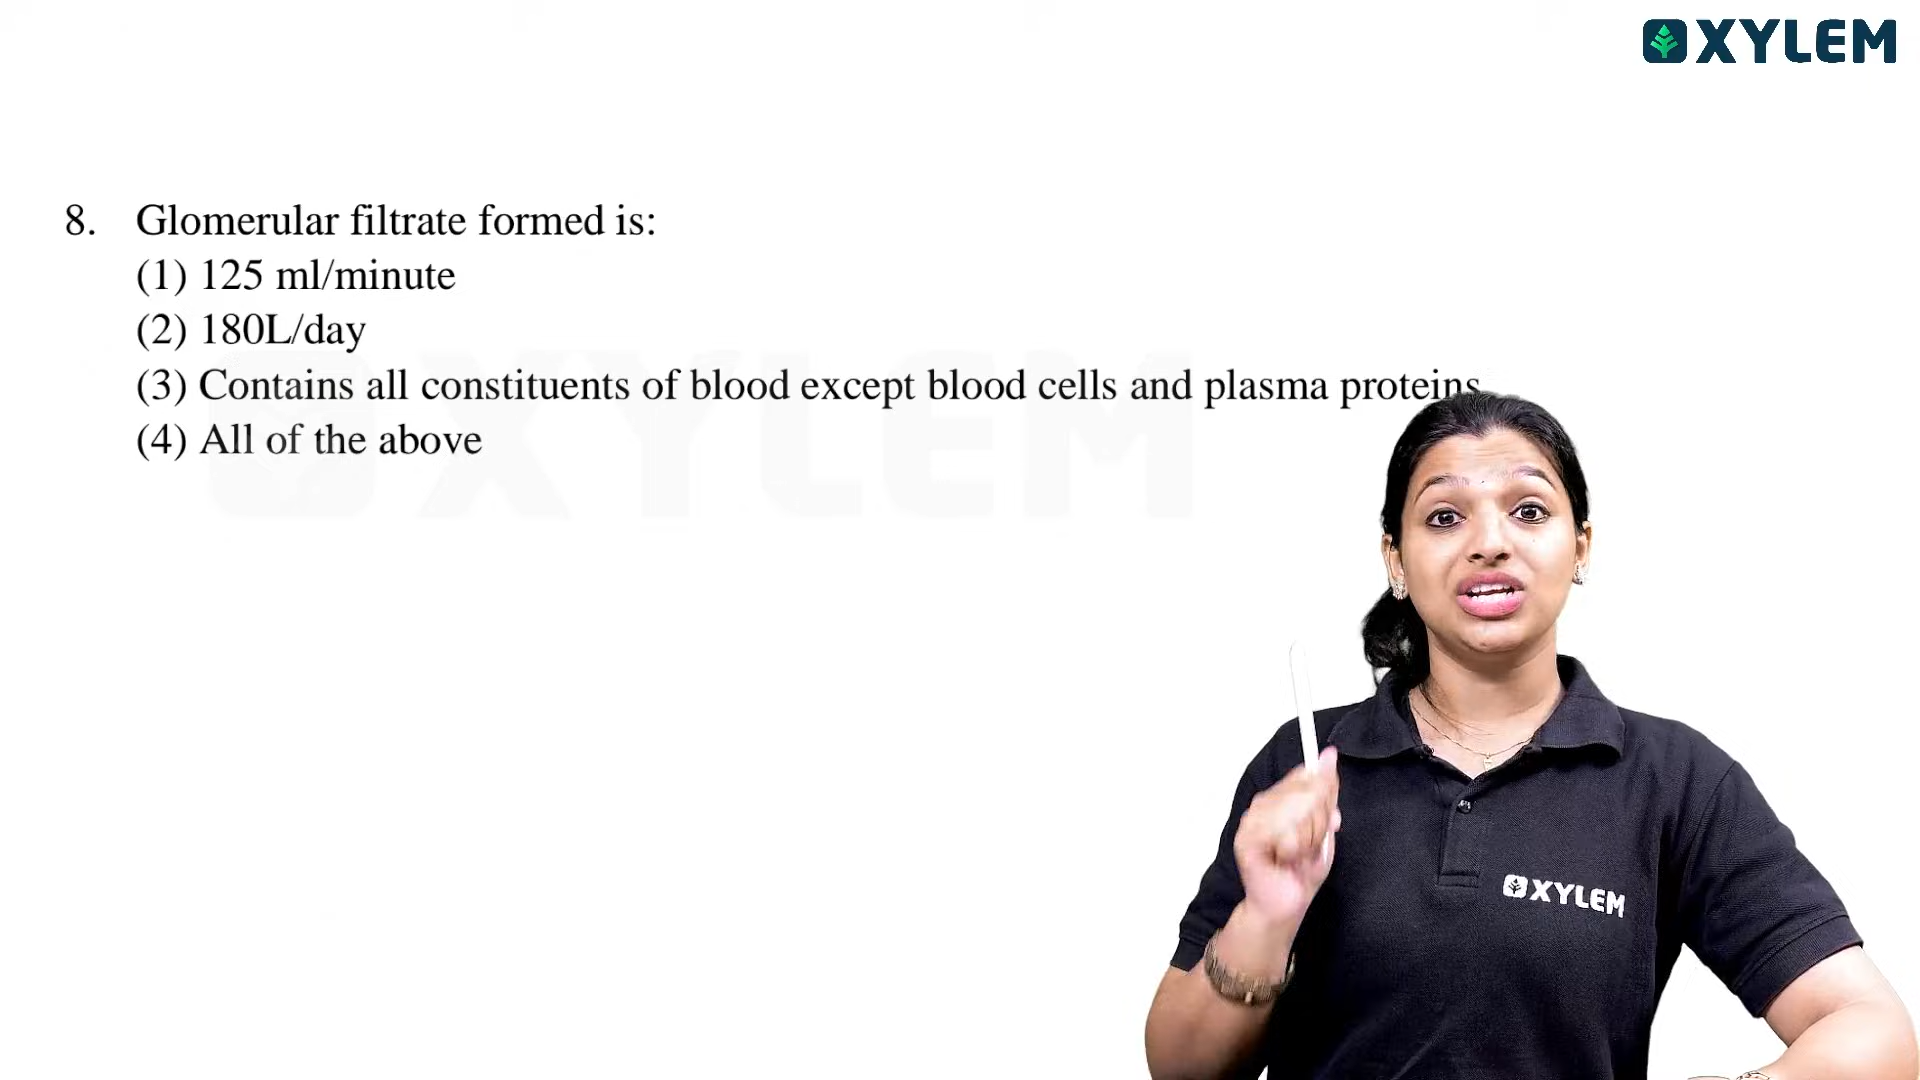 XYLEM
8. Glomerular filtrate formed is:
(1) 125 ml/minute
(2) 180L/day
(3) Contains all constituents of blood except blood cells and plasma proteins
(4) All of the above
XYLEM
XYLEM